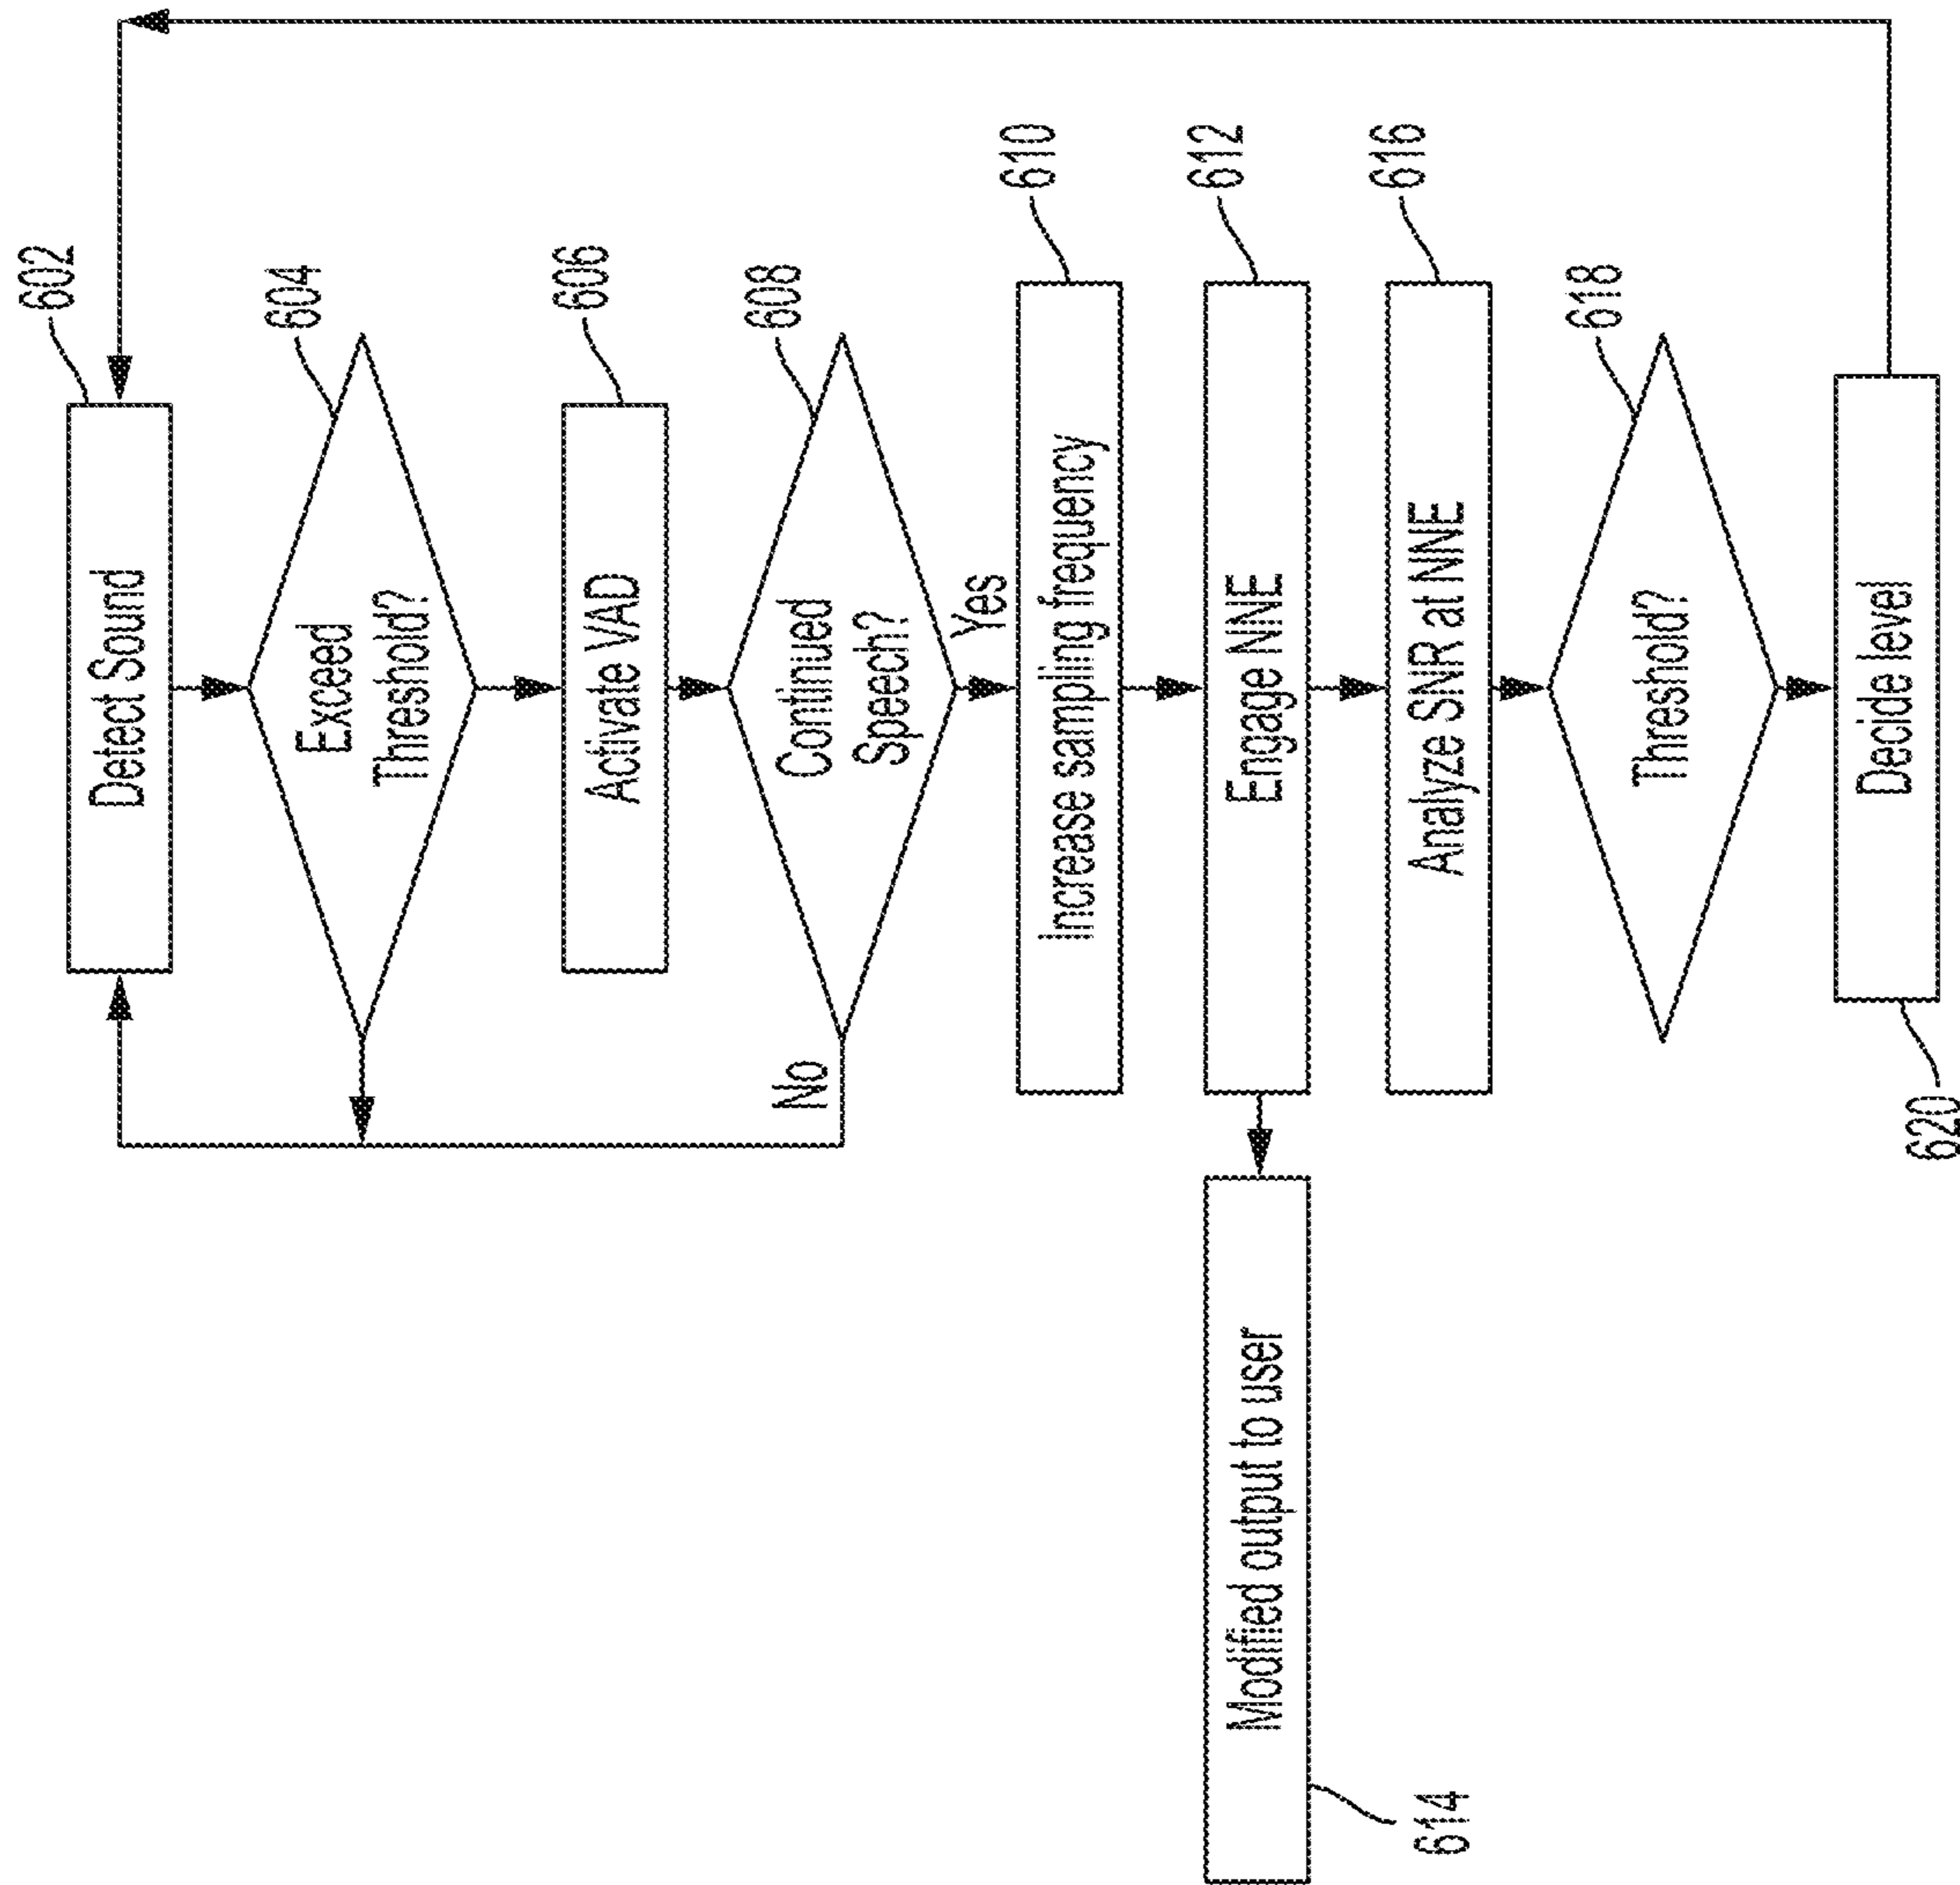 602
Detect Sound
604
Exceed
Threshold?
606
Activate VAD
608
Continued
Speech?
No
Yes
610
Increase sampling frequency
612
Engage NNE
Modified output to user
614
616
Analyze SNR at NNE
618
Threshold?
Decide level
620